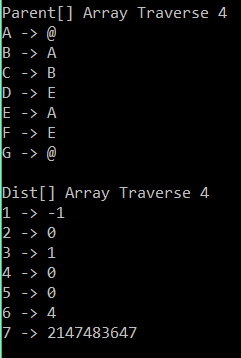 Parent[] Array Traverse 4
A -> @
B -> A
C -> B
D -> E
E -> A
F -> E
G -> @
Dist[] Array Traverse 4
1 -> -1
2 -> 0
3 -> 1
4 -> 0
5 -> 0
6 -> 4
7 -> 2147483647